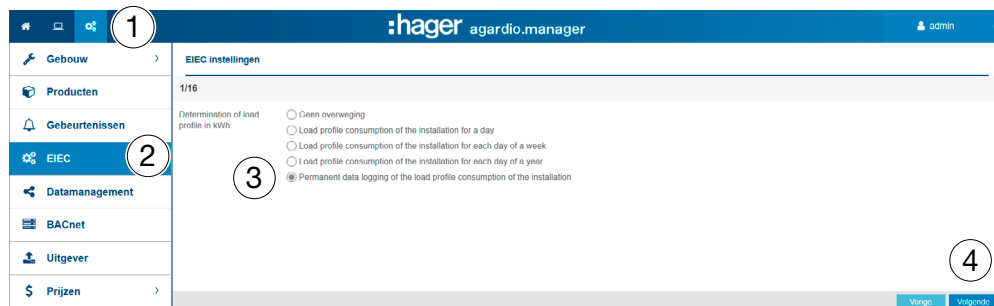 1
:hager agardio.manager
admin
Gebouw
EIEC instellingen
Producten
1/16
Gebeurtenissen
Determination of load
profile in kWh:
Geen overweging
Load profile consumption of the installation for a day
Load profile consumption of the installation for each day of a week
Load profile consumption of the installation for each day of a year
Permanent data logging of the load profile consumption of the installation
EIEC
2
3
Datamanagement
BACnet
Uitgever
4
Prijzen
Vorige
Volgende